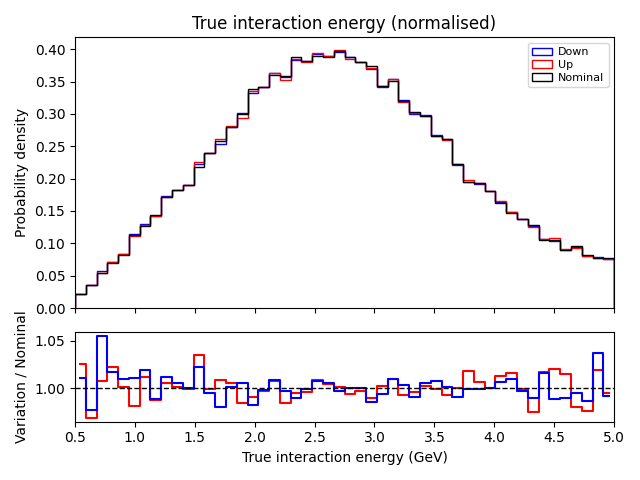 True interaction energy (normalised)
Probability density
0.40
0.35
0.30
0.25
0.20
0.15
0.10
0.05
0.00
Down
Up
Nominal
Variation / Nominal
1.05
1.00
0.5 1.0 1.5 2.0 2.5 3.0 3.5 4.0 4.5 5.0
True interaction energy (GeV)